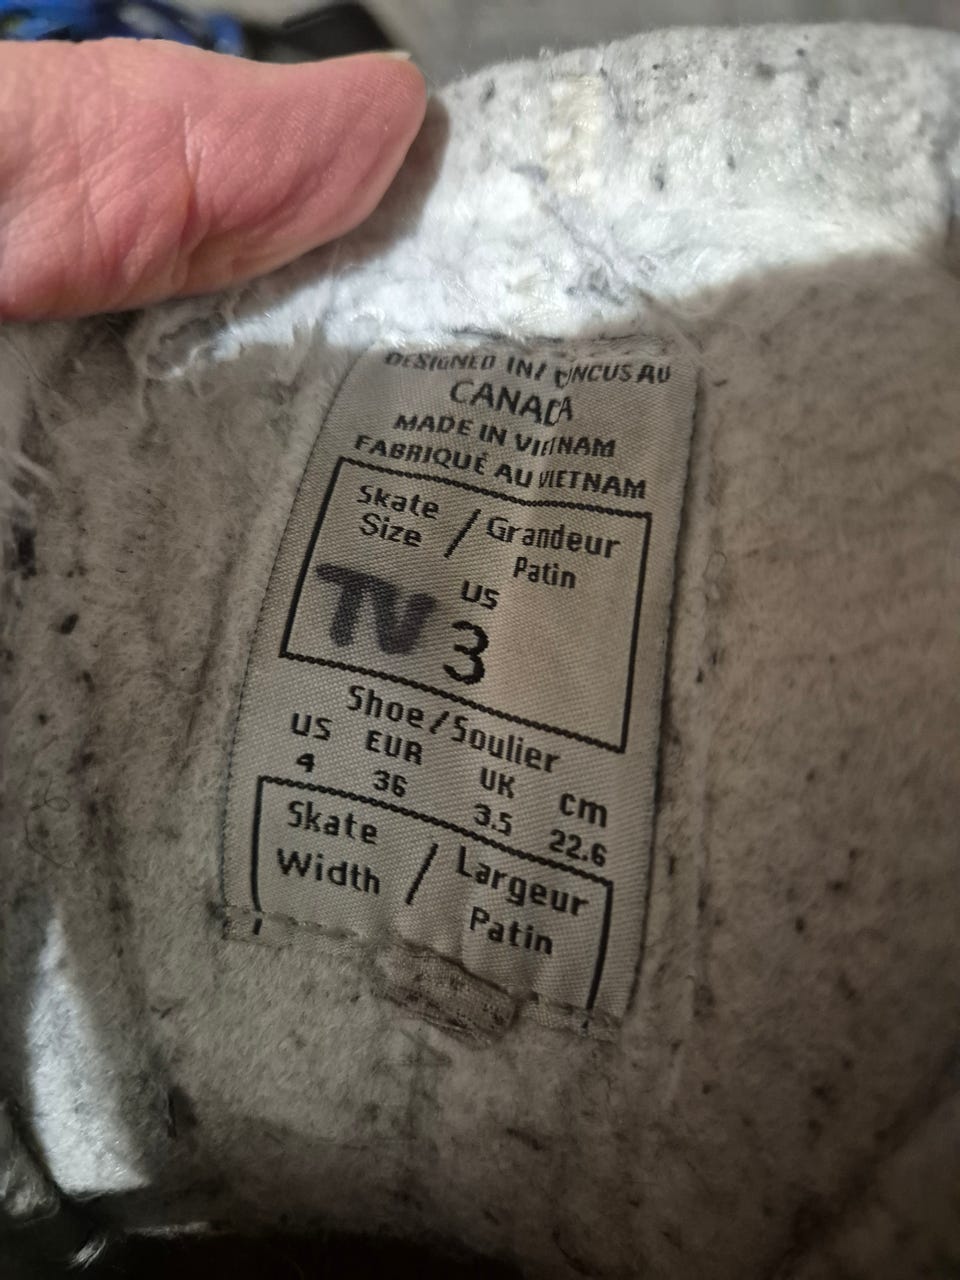 DESIGNED IN/CONCUS AU
CANADA
MADE IN VIETNAM
FABRIQUÉ AU VIETNAM
Skate Size / Grandeur Patin
US
TV 3
Shoe/Soulier
US EUR UK cm
4 36 3.5 22.6
Skate Width / Largeur Patin